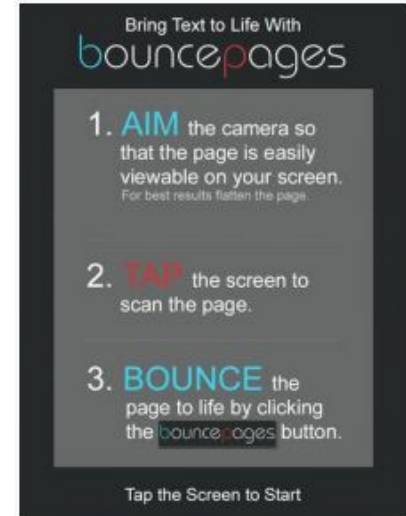 Bring Text to Life With
bouncepages
1. AIM the camera so
that the page is easily
viewable on your screen.
For best results flatten the page.
2. TAP the screen to
scan the page.
3. BOUNCE the
page to life by clicking
the bouncepages button.
Tap the Screen to Start